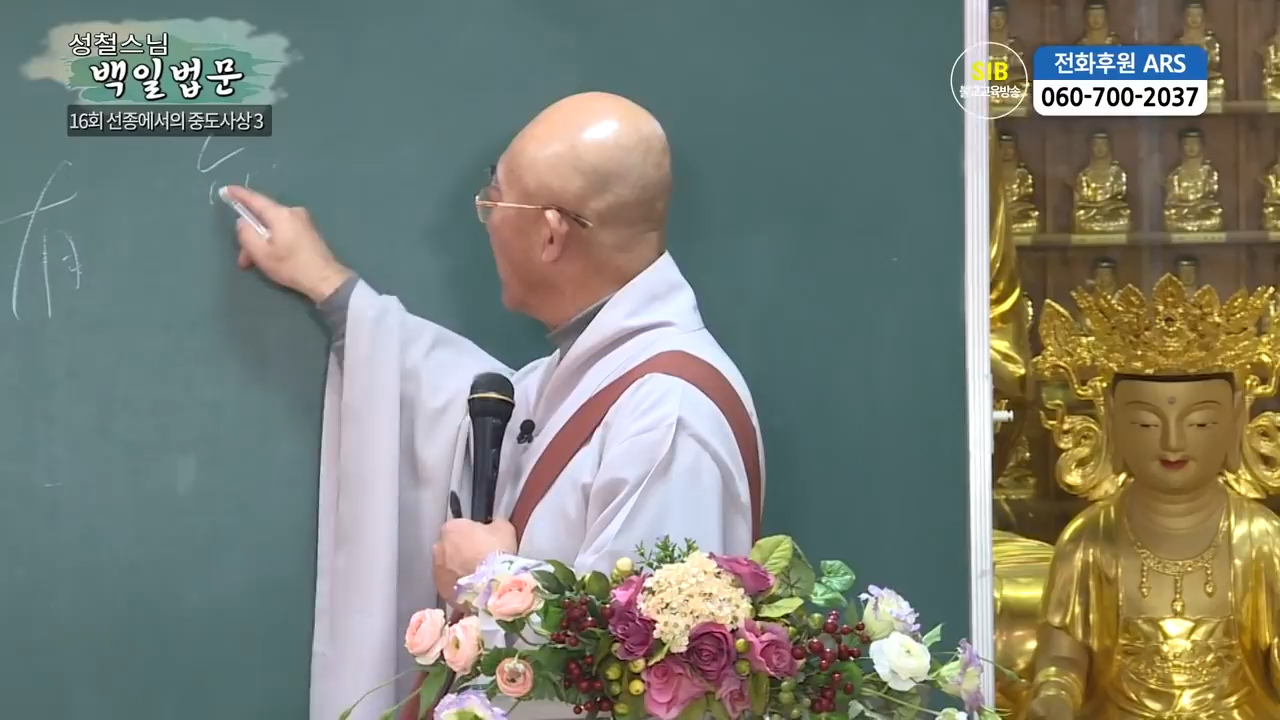 성철스님
백일법문
16회 선종에서의 중도사상 3
SIB
불교교육방송
전화후원 ARS
060-700-2037
有